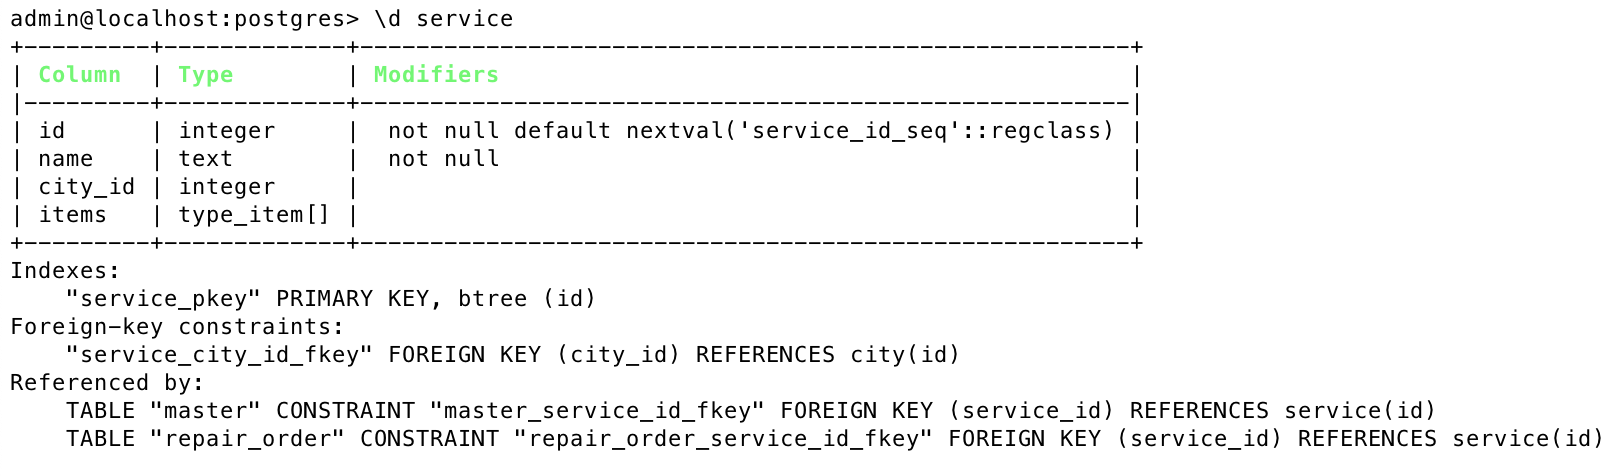 admin@localhost:postgres> \d service
+---------+-------------+-------------------------------------------------------+
| Column  | Type        | Modifiers                                             |
|---------+-------------+-------------------------------------------------------|
| id      | integer     |  not null default nextval('service_id_seq'::regclass) |
| name    | text        |  not null                                             |
| city_id | integer     |                                                       |
| items   | type_item[] |                                                       |
+---------+-------------+-------------------------------------------------------+
Indexes:
    "service_pkey" PRIMARY KEY, btree (id)
Foreign-key constraints:
    "service_city_id_fkey" FOREIGN KEY (city_id) REFERENCES city(id)
Referenced by:
    TABLE "master" CONSTRAINT "master_service_id_fkey" FOREIGN KEY (service_id) REFERENCES service(id)
    TABLE "repair_order" CONSTRAINT "repair_order_service_id_fkey" FOREIGN KEY (service_id) REFERENCES service(id)